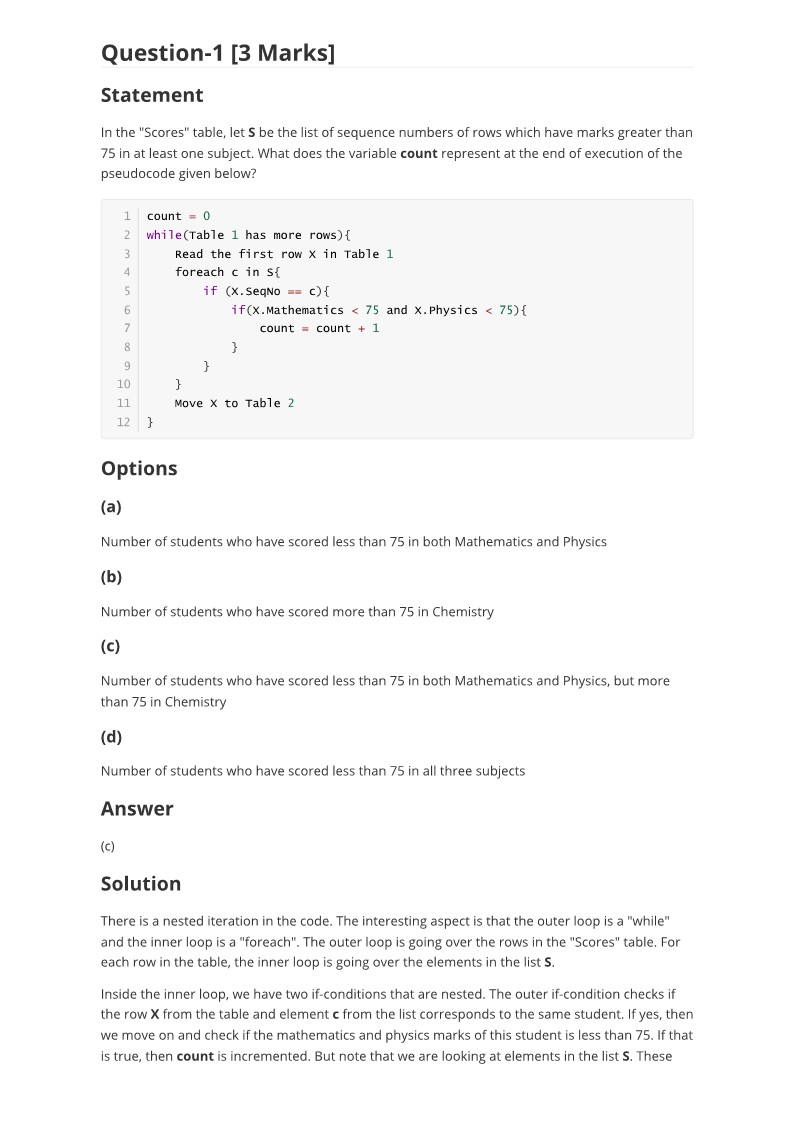 Question-1 [3 Marks]
Statement
In the "Scores" table, let S be the list of sequence numbers of rows which have marks greater than
75 in at least one subject. What does the variable count represent at the end of execution of the
pseudocode given below?
1 count = 0
2 while(Table 1 has more rows){
3     Read the first row X in Table 1
4     foreach c in S{
5         if (X.SeqNo == c){
6             if(X.Mathematics < 75 and X.Physics < 75){
7                 count = count + 1
8             }
9         }
10     }
11     Move X to Table 2
12 }
Options
(a)
Number of students who have scored less than 75 in both Mathematics and Physics
(b)
Number of students who have scored more than 75 in Chemistry
(c)
Number of students who have scored less than 75 in both Mathematics and Physics, but more
than 75 in Chemistry
(d)
Number of students who have scored less than 75 in all three subjects
Answer
(c)
Solution
There is a nested iteration in the code. The interesting aspect is that the outer loop is a "while"
and the inner loop is a "foreach". The outer loop is going over the rows in the "Scores" table. For
each row in the table, the inner loop is going over the elements in the list S.
Inside the inner loop, we have two if-conditions that are nested. The outer if-condition checks if
the row X from the table and element c from the list corresponds to the same student. If yes, then
we move on and check if the mathematics and physics marks of this student is less than 75. If that
is true, then count is incremented. But note that we are looking at elements in the list S. These